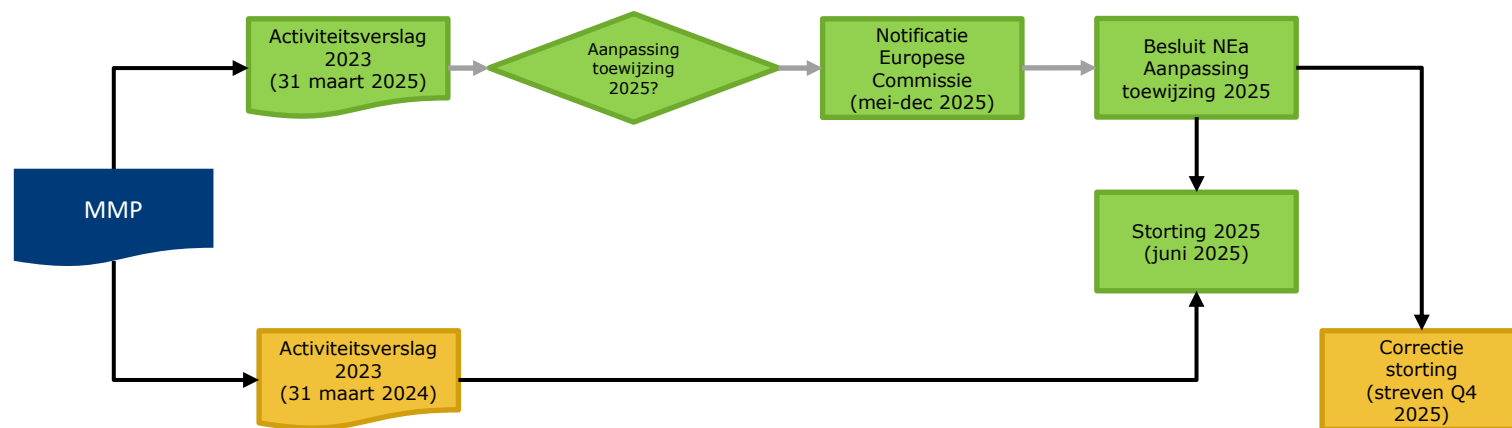 Activiteitsverslag
2023
(31 maart 2025)
Aanpassing
toewijzing
2025?
Notificatie
Europese
Commissie
(mei-dec 2025)
Besluit NEa
Aanpassing
toewijzing 2025
MMP
Storting 2025
(juni 2025)
Activiteitsverslag
2023
(31 maart 2024)
Correctie
storting
(streven Q4
2025)